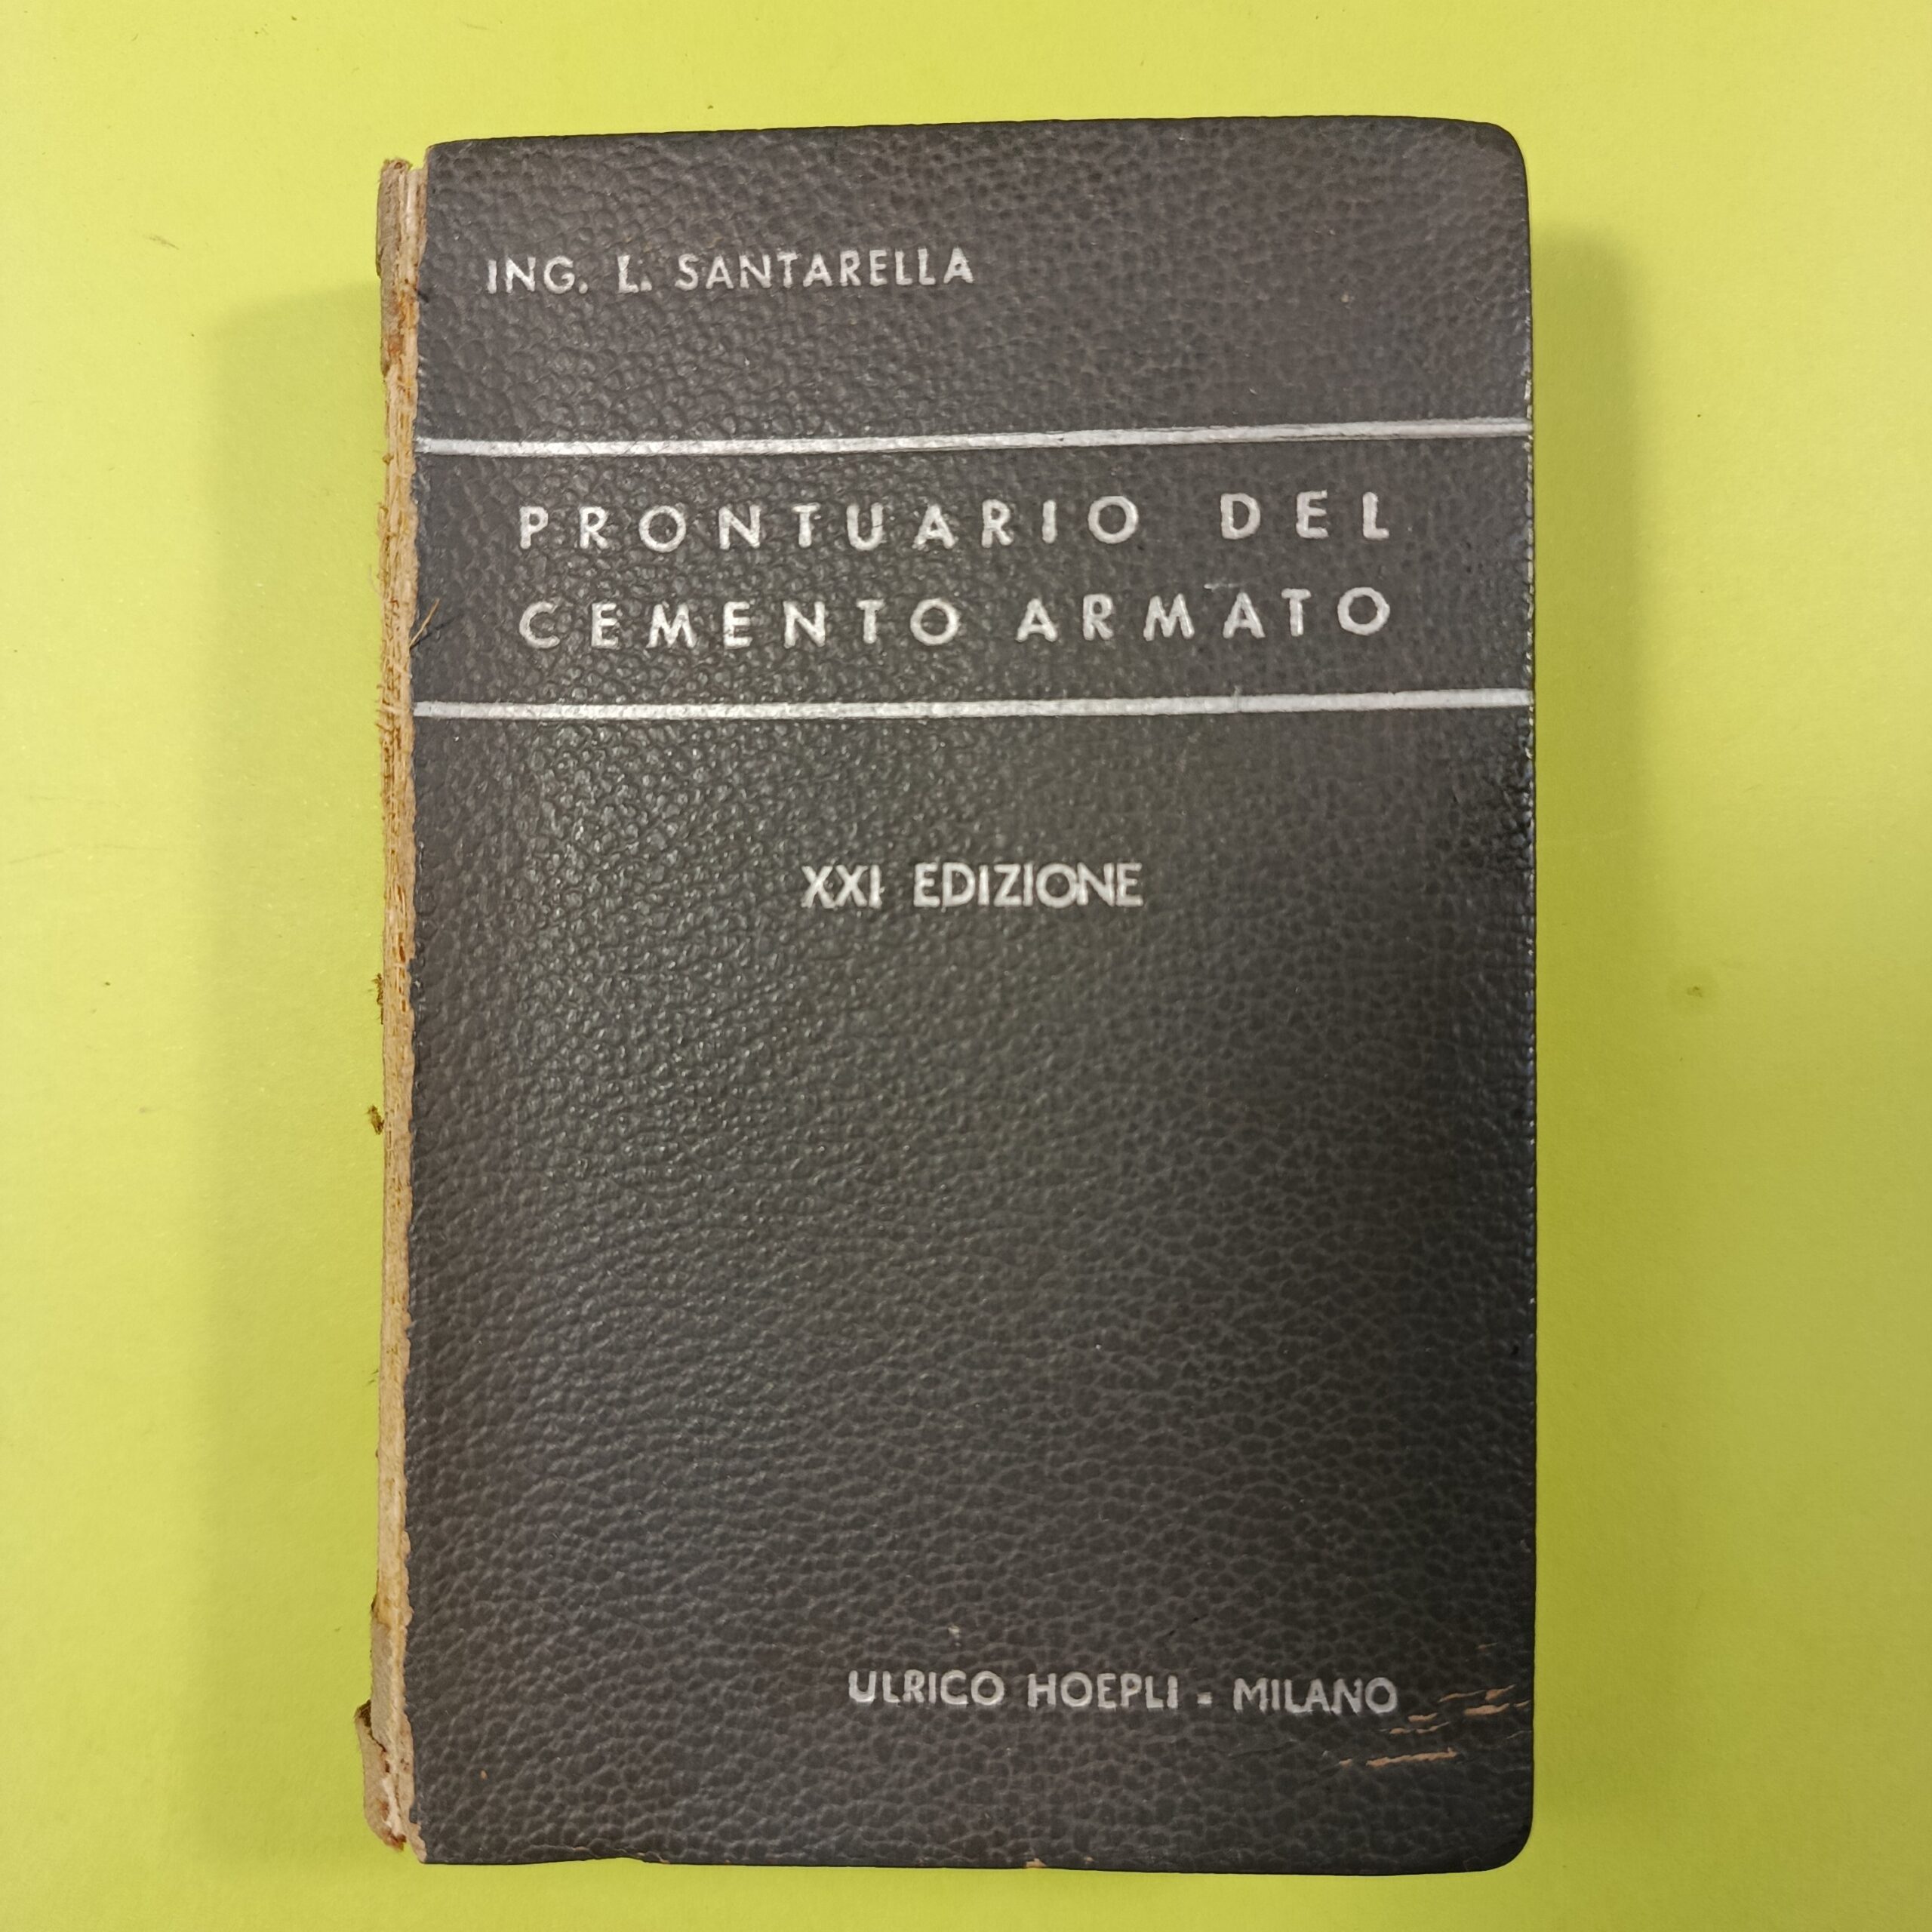 ING. L. SANTARELLA
PRONTUARIO DEL
CEMENTO ARMATO
XXI EDIZIONE
ULRICO HOEPLI - MILANO